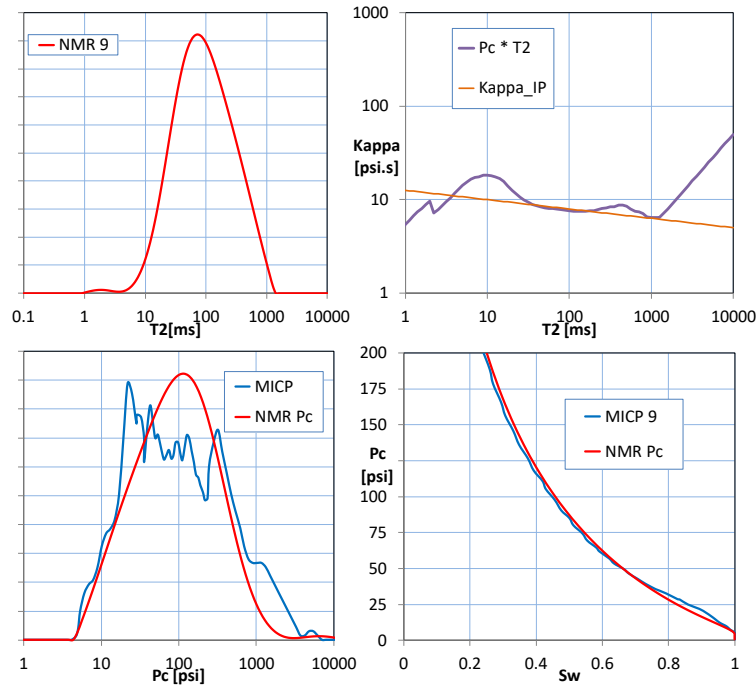 NMR 9
0.1 1 10 100 1000 10000
T2[ms]
1000
100
10
1
Kappa
[psi.s]
Pc * T2
Kappa_IP
1 10 100 1000 10000
T2 [ms]
MICP
NMR Pc
1 10 100 1000 10000
Pc [psi]
200
175
150
125
100
75
50
25
0
Pc
[psi]
MICP 9
NMR Pc
0 0.2 0.4 0.6 0.8 1
Sw